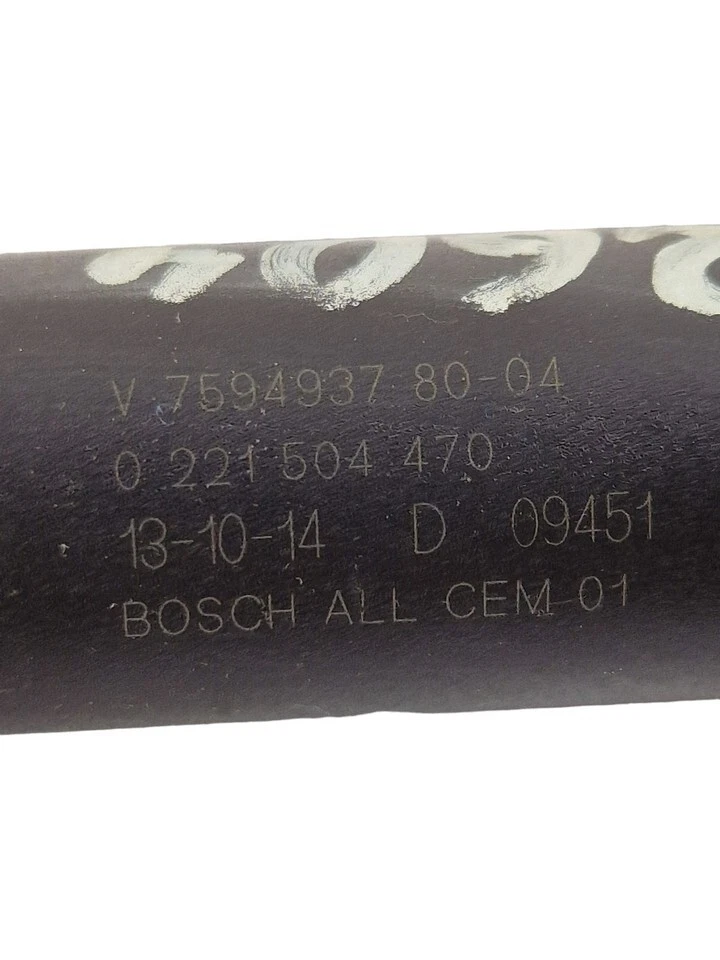 V 7594937 80-04
0 221 504 470
13-10-14 D 09451
BOSCH ALL CEM 01